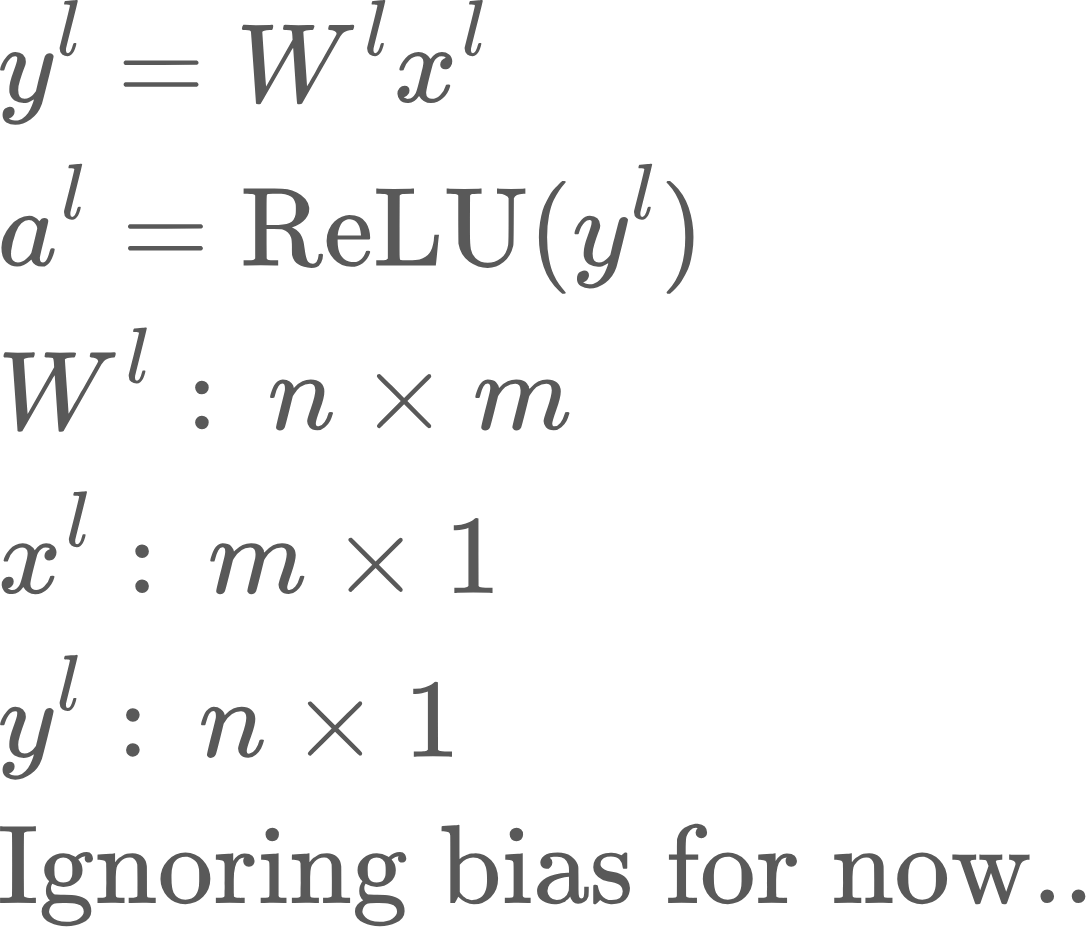 y^l = W^l x^l
a^l = ReLU(y^l)
W^l : n × m
x^l : m × 1
y^l : n × 1
Ignoring bias for now..